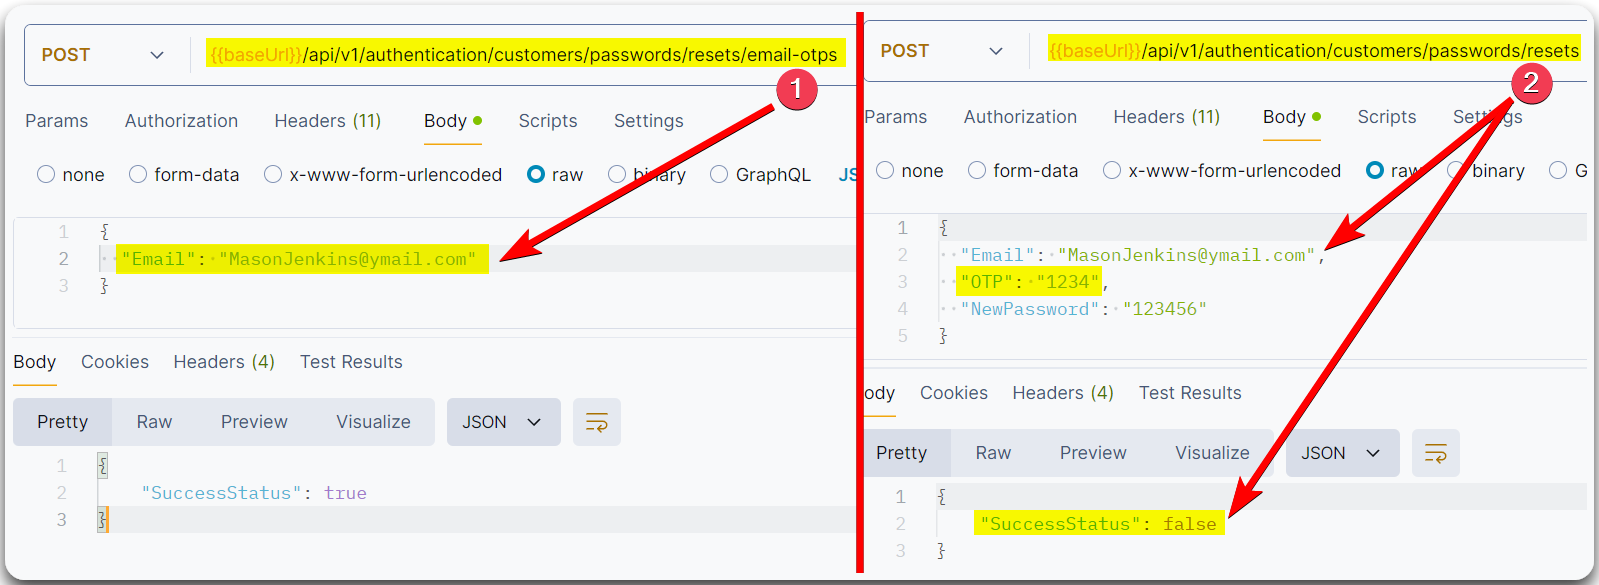 POST {{baseUrl}}/api/v1/authentication/customers/passwords/resets/email-otps
1
Params Authorization Headers (11) Body Scripts Settings
none form-data x-www-form-urlencoded raw binary GraphQL JS
1 {
2 "Email": "MasonJenkins@ymail.com"
3 }
Body Cookies Headers (4) Test Results
Pretty Raw Preview Visualize JSON
1 {
2 "SuccessStatus": true
3 }
POST {{baseUrl}}/api/v1/authentication/customers/passwords/resets
2
Params Authorization Headers (11) Body Scripts Settings
none form-data x-www-form-urlencoded raw binary G
1 {
2 "Email": "MasonJenkins@ymail.com",
3 "OTP": "1234",
4 "NewPassword": "123456"
5 }
ody Cookies Headers (4) Test Results
Pretty Raw Preview Visualize JSON
1 {
2 "SuccessStatus": false
3 }